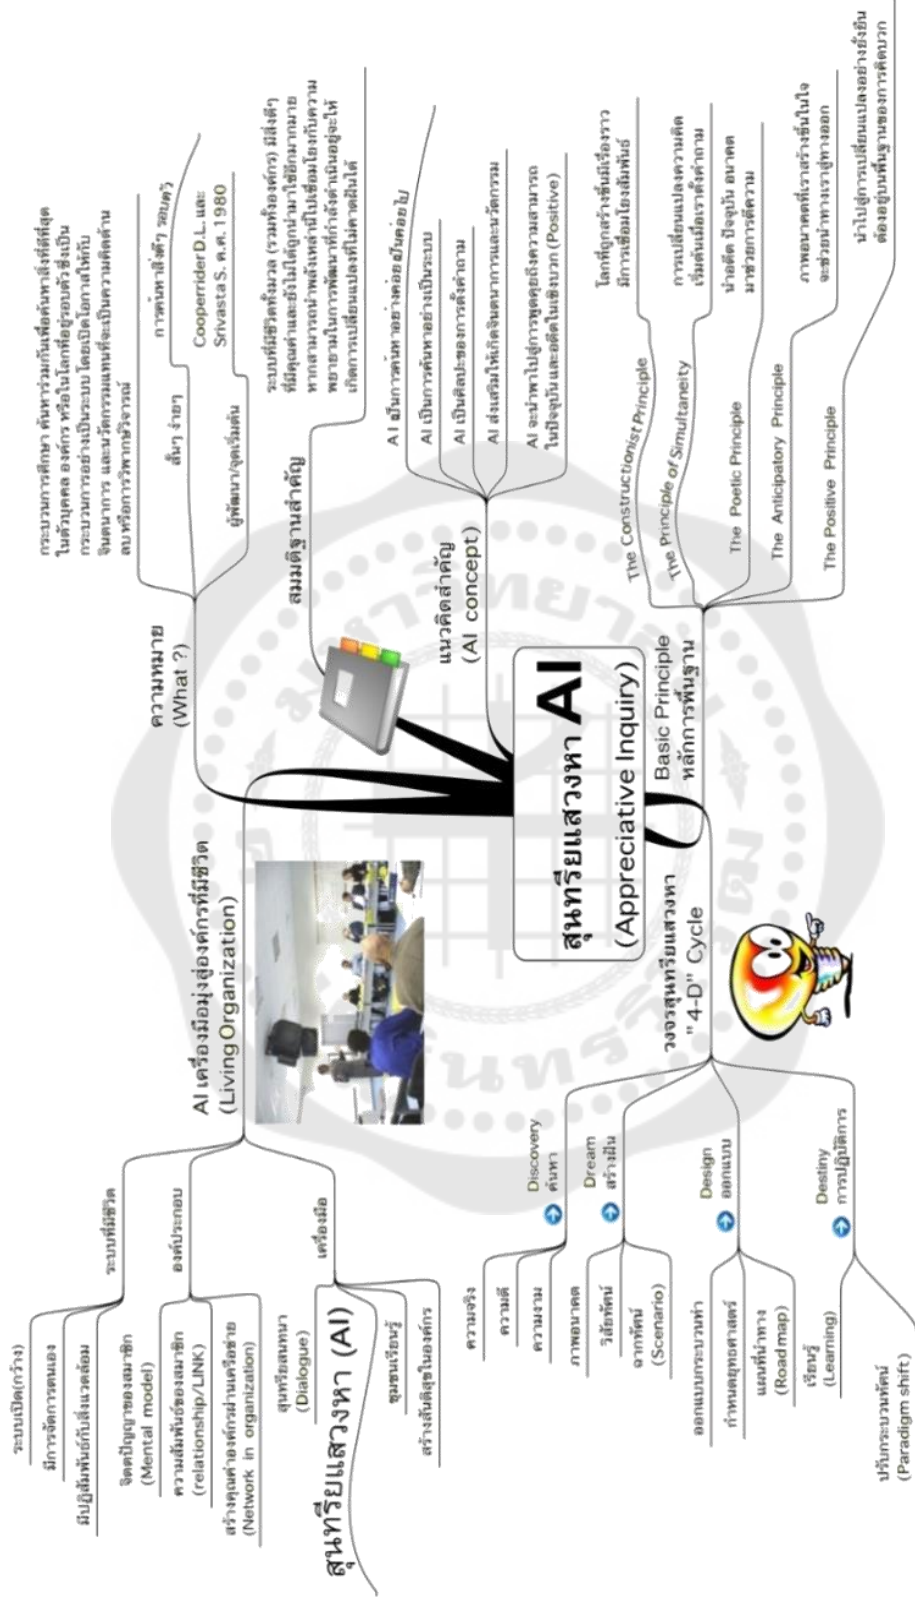 สุนทรียแสวงหา AI
(Appreciative Inquiry)
ความหมาย
(What ?)
กระบวนการศึกษา ค้นหาร่วมกันเพื่อค้นหาสิ่งที่ดีที่สุด
ในตัวบุคคล องค์กร หรือในโลกที่อยู่รอบตัว ซึ่งเป็น
กระบวนการอย่างเป็นระบบ โดยเปิดโอกาสให้กับ
จินตนาการ และนวัตกรรมแทนที่จะเป็นความคิดด้าน
ลบ หรือการวิพากษ์วิจารณ์
สั้นๆ ง่ายๆ
การค้นหาสิ่งดีๆ รอบตัว
ผู้พัฒนา/จุดเริ่มต้น
Cooperrider D.L. และ
Srivasta S. ค.ศ. 1980
สมมติฐานสำคัญ
ระบบที่มีชีวิตทั้งมวล (รวมทั้งองค์กร) มีสิ่งดีๆ
ที่มีคุณค่าและยังไม่ได้ถูกนำมาใช้อีกมากมาย
หากสามารถนำพลังเหล่านี้ไปเชื่อมโยงกับความ
พยายามในการพัฒนาที่กำลังดำเนินอยู่จะให้
เกิดการเปลี่ยนแปลงที่ไม่คาดฝันได้
แนวคิดสำคัญ
(AI concept)
AI เป็นการค้นหาอย่างค่อยเป็นค่อยไป
AI เป็นการค้นหาอย่างเป็นระบบ
AI เป็นศิลปะของการตั้งคำถาม
AI ส่งเสริมให้เกิดจินตนาการและนวัตกรรม
AI จะนำพาไปสู่การพูดคุยถึงความสามารถ
ในปัจจุบัน และอดีตในเชิงบวก (Positive)
Basic Principle
หลักการพื้นฐาน
The Constructionist Principle
โลกที่ถูกสร้างขึ้นมีเรื่องราว
มีการเชื่อมโยงสัมพันธ์
The Principle of Simultaneity
การเปลี่ยนแปลงความคิด
เริ่มต้นเมื่อเราตั้งคำถาม
The Poetic Principle
นำอดีต ปัจจุบัน อนาคต
มาช่วยการตีความ
The Anticipatory Principle
ภาพอนาคตที่เราสร้างขึ้นในใจ
จะช่วยนำทางเราสู่ทางออก
The Positive Principle
นำไปสู่การเปลี่ยนแปลงอย่างยั่งยืน
ต้องอยู่บนพื้นฐานของการคิดบวก
AI เครื่องมือมุ่งสู่องค์กรที่มีชีวิต
(Living Organization)
ระบบที่มีชีวิต
ระบบเปิด(กว้าง)
มีการจัดการตนเอง
มีปฏิสัมพันธ์กับสิ่งแวดล้อม
องค์ประกอบ
จิตตปัญญาของสมาชิก
(Mental model)
ความสัมพันธ์ของสมาชิก
(relationship/LINK)
สร้างคุณค่าองค์กรผ่านเครือข่าย
(Network in organization)
เครื่องมือ
สุนทรียสนทนา
(Dialogue)
สุนทรียแสวงหา (AI)
ชุมชนเรียนรู้
สร้างสันติสุขในองค์กร
วงจรสุนทรียแสวงหา
"4-D" Cycle
Discovery
ค้นหา
ความจริง
ความดี
ความงาม
Dream
สร้างฝัน
ภาพอนาคต
วิสัยทัศน์
ฉากทัศน์
(Scenario)
Design
ออกแบบ
ออกแบบกระบวนท่า
กำหนดยุทธศาสตร์
แผนที่นำทาง
(Roadmap)
Destiny
การปฏิบัติการ
เรียนรู้
(Learning)
ปรับกระบวนทัศน์
(Paradigm shift)